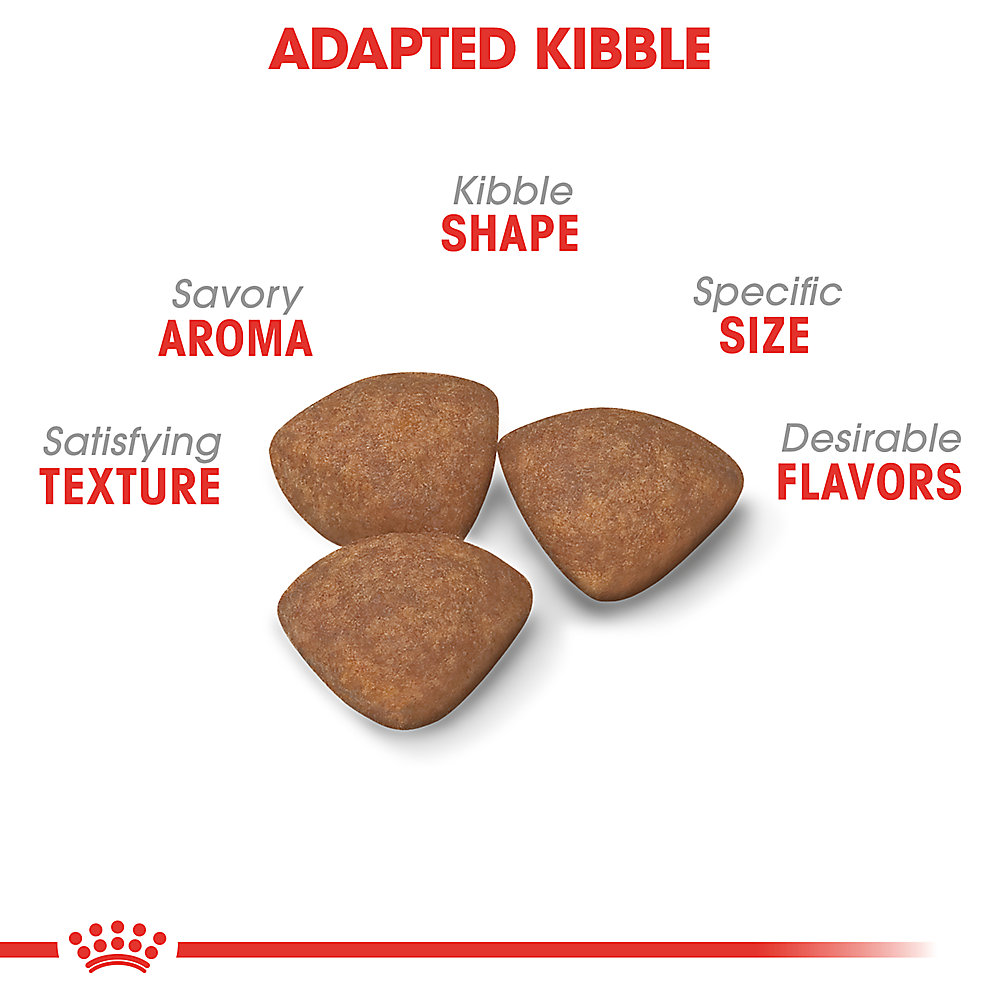 ADAPTED KIBBLE
Kibble
SHAPE
Savory
AROMA
Specific
SIZE
Satisfying
TEXTURE
Desirable
FLAVORS